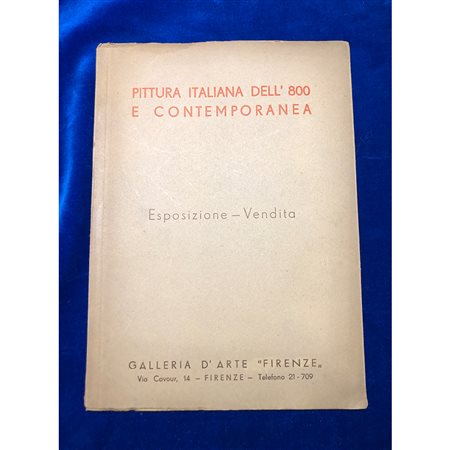 PITTURA ITALIANA DELL' 800
E CONTEMPORANEA
Esposizione – Vendita
GALLERIA D' ARTE "FIRENZE„
Via Cavour, 14 – FIRENZE – Telefono 21-709